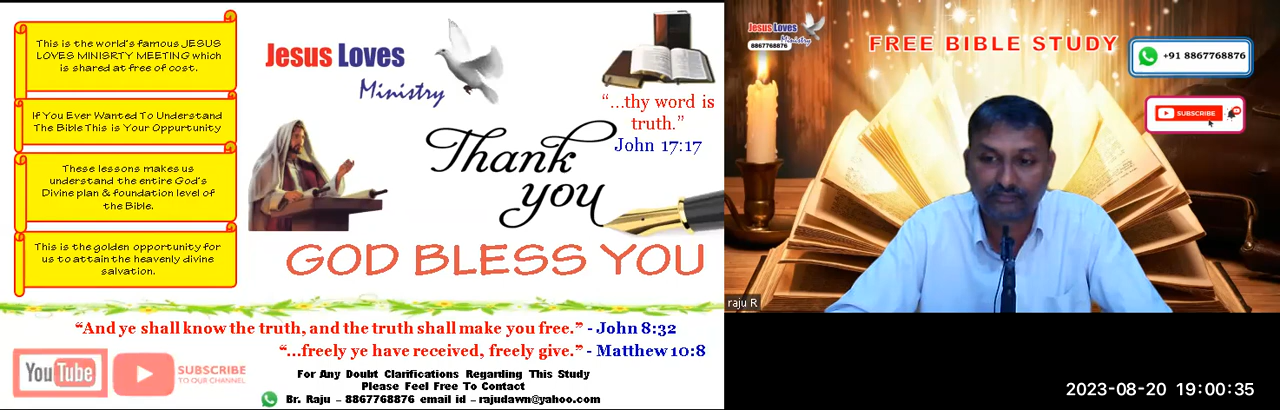 This is the world's famous JESUS
LOVES MINISRTY MEETING which
is shared at free of cost.
If You Ever Wanted To Understand
The Bible This is Your Oppurtunity
These lessons makes us
understand the entire God's
Divine plan & foundation level of
the Bible.
This is the golden opportunity for
us to attain the heavenly divine
salvation.
Jesus Loves
Ministry
"...thy word is
truth."
John 17:17
Thank
you
GOD BLESS YOU
"And ye shall know the truth, and the truth shall make you free." - John 8:32
"...freely ye have received, freely give." - Matthew 10:8
For Any Doubt Clarifications Regarding This Study
Please Feel Free To Contact
Br. Raju – 8867768876 email id – rajudawn@yahoo.com
YouTube
SUBSCRIBE
TO OUR CHANNEL
Jesus Loves
Ministry
8867768876
FREE BIBLE STUDY
+91 8867768876
SUBSCRIBE
raju R
2023-08-20 19:00:35